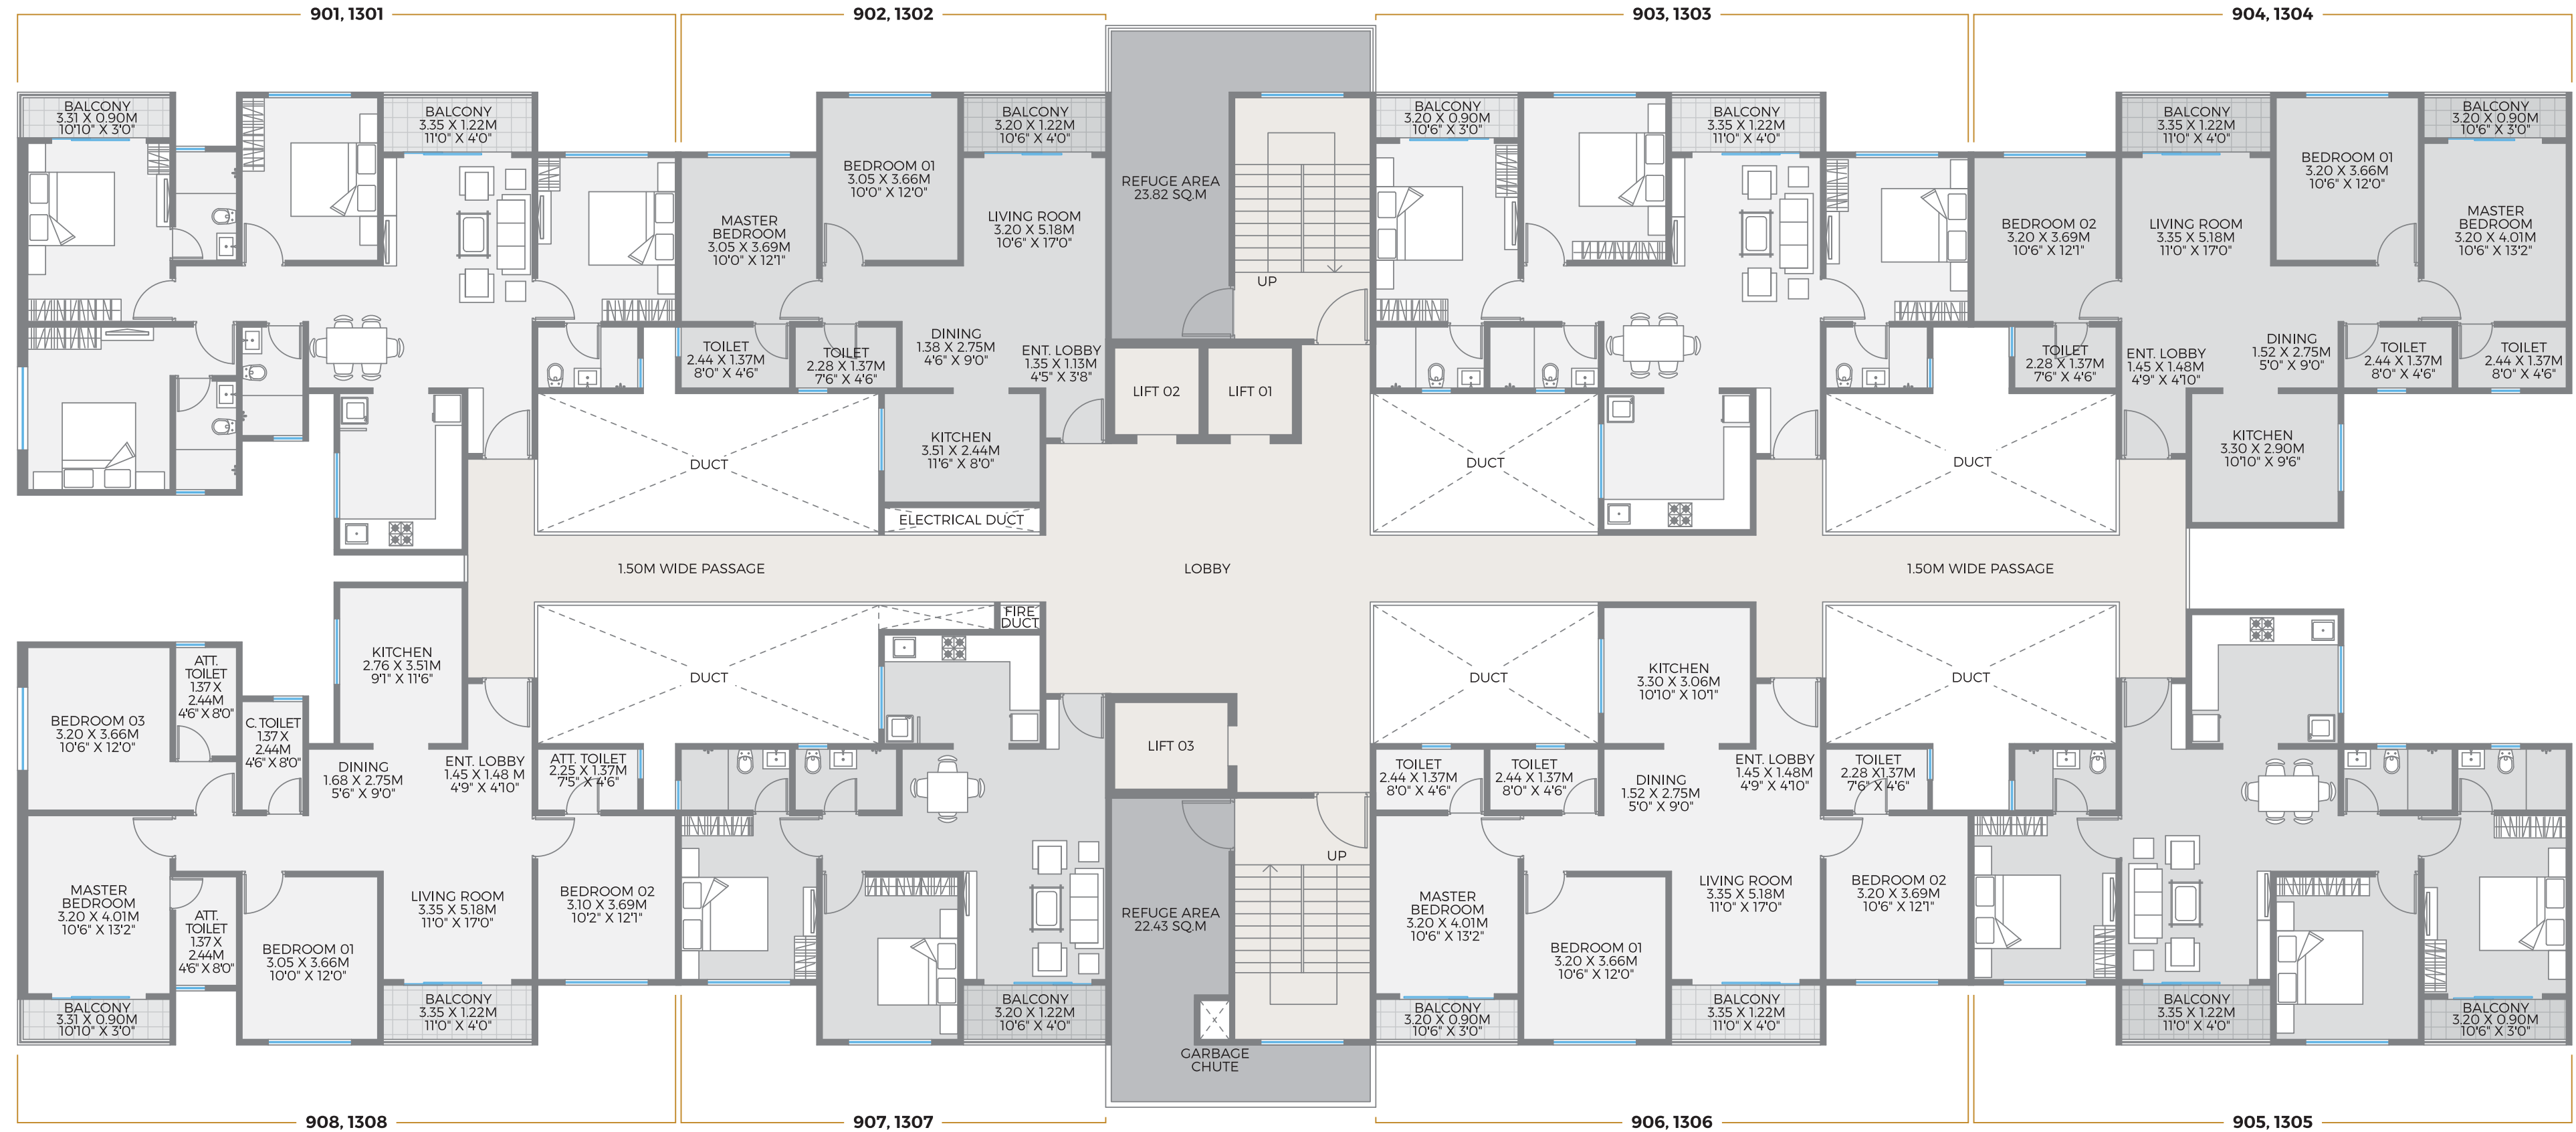 901, 1301
902, 1302
903, 1303
904, 1304
BALCONY
3.31 X 0.90M
10'10" X 3'0"
BALCONY
3.35 X 1.22M
11'0" X 4'0"
MASTER
BEDROOM
3.05 X 3.69M
10'0" X 12'1"
BEDROOM 01
3.05 X 3.66M
10'0" X 12'0"
BALCONY
3.20 X 1.22M
10'6" X 4'0"
LIVING ROOM
3.20 X 5.18M
10'6" X 17'0"
TOILET
2.44 X 1.37M
8'0" X 4'6"
TOILET
2.28 X 1.37M
7'6" X 4'6"
DINING
1.38 X 2.75M
4'6" X 9'0"
ENT. LOBBY
1.35 X 1.13M
4'5" X 3'8"
KITCHEN
3.51 X 2.44M
11'6" X 8'0"
DUCT
ELECTRICAL DUCT
REFUGE AREA
23.82 SQ.M
UP
LIFT 02
LIFT 01
BALCONY
3.20 X 0.90M
10'6" X 3'0"
BALCONY
3.35 X 1.22M
11'0" X 4'0"
DUCT
DUCT
BEDROOM 02
3.20 X 3.69M
10'6" X 12'1"
BALCONY
3.35 X 1.22M
11'0" X 4'0"
LIVING ROOM
3.35 X 5.18M
11'0" X 17'0"
BEDROOM 01
3.20 X 3.66M
10'6" X 12'0"
BALCONY
3.20 X 0.90M
10'6" X 3'0"
MASTER
BEDROOM
3.20 X 4.01M
10'6" X 13'2"
TOILET
2.28 X 1.37M
7'6" X 4'6"
ENT. LOBBY
1.45 X 1.48M
4'9" X 4'10"
DINING
1.52 X 2.75M
5'0" X 9'0"
TOILET
2.44 X 1.37M
8'0" X 4'6"
TOILET
2.44 X 1.37M
8'0" X 4'6"
KITCHEN
3.30 X 2.90M
10'10" X 9'6"
1.50M WIDE PASSAGE
LOBBY
1.50M WIDE PASSAGE
KITCHEN
2.76 X 3.51M
9'1" X 11'6"
BEDROOM 03
3.20 X 3.66M
10'6" X 12'0"
ATT.
TOILET
1.37 X
2.44M
4'6" X 8'0"
C. TOILET
1.37 X
2.44M
4'6" X 8'0"
DINING
1.68 X 2.75M
5'6" X 9'0"
ENT. LOBBY
1.45 X 1.48 M
4'9" X 4'10"
ATT. TOILET
2.25 X 1.37M
7'5" X 4'6"
DUCT
FIRE
DUCT
MASTER
BEDROOM
3.20 X 4.01M
10'6" X 13'2"
ATT.
TOILET
1.37 X
2.44M
4'6" X 8'0"
BEDROOM 01
3.05 X 3.66M
10'0" X 12'0"
LIVING ROOM
3.35 X 5.18M
11'0" X 17'0"
BEDROOM 02
3.10 X 3.69M
10'2" X 12'1"
BALCONY
3.31 X 0.90M
10'10" X 3'0"
BALCONY
3.35 X 1.22M
11'0" X 4'0"
BALCONY
3.20 X 1.22M
10'6" X 4'0"
LIFT 03
UP
REFUGE AREA
22.43 SQ.M
GARBAGE
CHUTE
DUCT
KITCHEN
3.30 X 3.06M
10'10" X 10'1"
DUCT
TOILET
2.44 X 1.37M
8'0" X 4'6"
TOILET
2.44 X 1.37M
8'0" X 4'6"
DINING
1.52 X 2.75M
5'0" X 9'0"
ENT. LOBBY
1.45 X 1.48M
4'9" X 4'10"
TOILET
2.28 X 1.37M
7'6" X 4'6"
MASTER
BEDROOM
3.20 X 4.01M
10'6" X 13'2"
BEDROOM 01
3.20 X 3.66M
10'6" X 12'0"
LIVING ROOM
3.35 X 5.18M
11'0" X 17'0"
BEDROOM 02
3.20 X 3.69M
10'6" X 12'1"
BALCONY
3.20 X 0.90M
10'6" X 3'0"
BALCONY
3.35 X 1.22M
11'0" X 4'0"
BALCONY
3.35 X 1.22M
11'0" X 4'0"
BALCONY
3.20 X 0.90M
10'6" X 3'0"
908, 1308
907, 1307
906, 1306
905, 1305